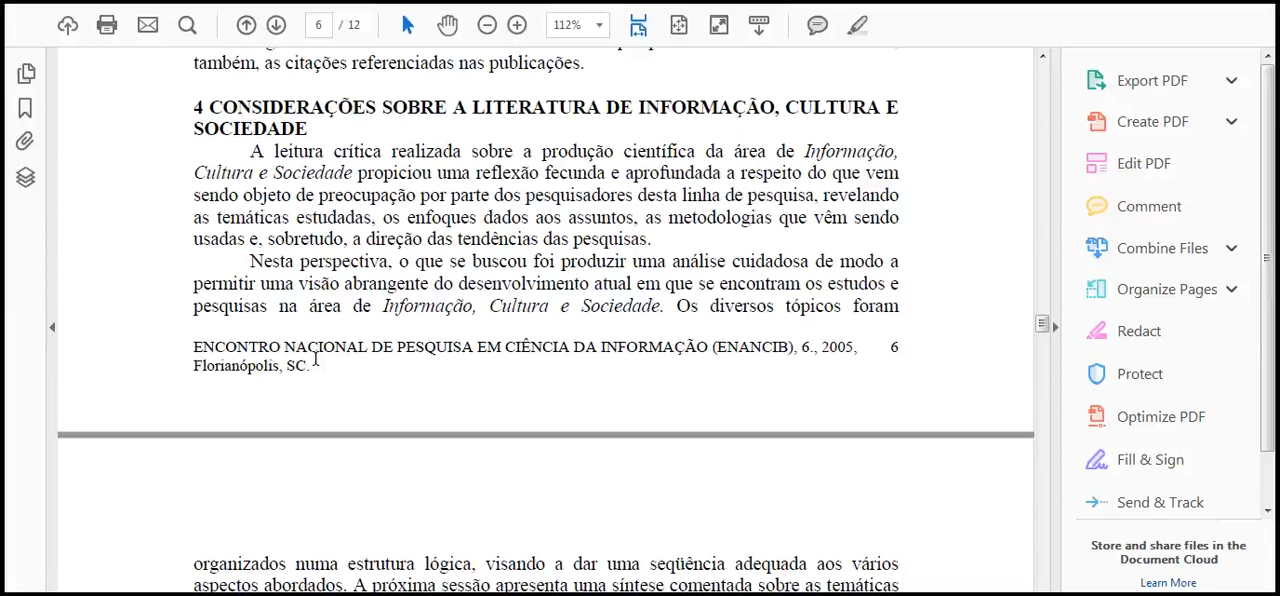 6 / 12
112%
também, as citações referenciadas nas publicações.
4 CONSIDERAÇÕES SOBRE A LITERATURA DE INFORMAÇÃO, CULTURA E
SOCIEDADE
A leitura crítica realizada sobre a produção científica da área de Informação,
Cultura e Sociedade propiciou uma reflexão fecunda e aprofundada a respeito do que vem
sendo objeto de preocupação por parte dos pesquisadores desta linha de pesquisa, revelando
as temáticas estudadas, os enfoques dados aos assuntos, as metodologias que vêm sendo
usadas e, sobretudo, a direção das tendências das pesquisas.
Nesta perspectiva, o que se buscou foi produzir uma análise cuidadosa de modo a
permitir uma visão abrangente do desenvolvimento atual em que se encontram os estudos e
pesquisas na área de Informação, Cultura e Sociedade. Os diversos tópicos foram
ENCONTRO NACIONAL DE PESQUISA EM CIÊNCIA DA INFORMAÇÃO (ENANCIB), 6., 2005, 6
Florianópolis, SC.
organizados numa estrutura lógica, visando a dar uma seqüência adequada aos vários
aspectos abordados. A próxima sessão apresenta uma síntese comentada sobre as temáticas
Export PDF
Create PDF
Edit PDF
Comment
Combine Files
Organize Pages
Redact
Protect
Optimize PDF
Fill & Sign
Send & Track
Store and share files in the
Document Cloud
Learn More